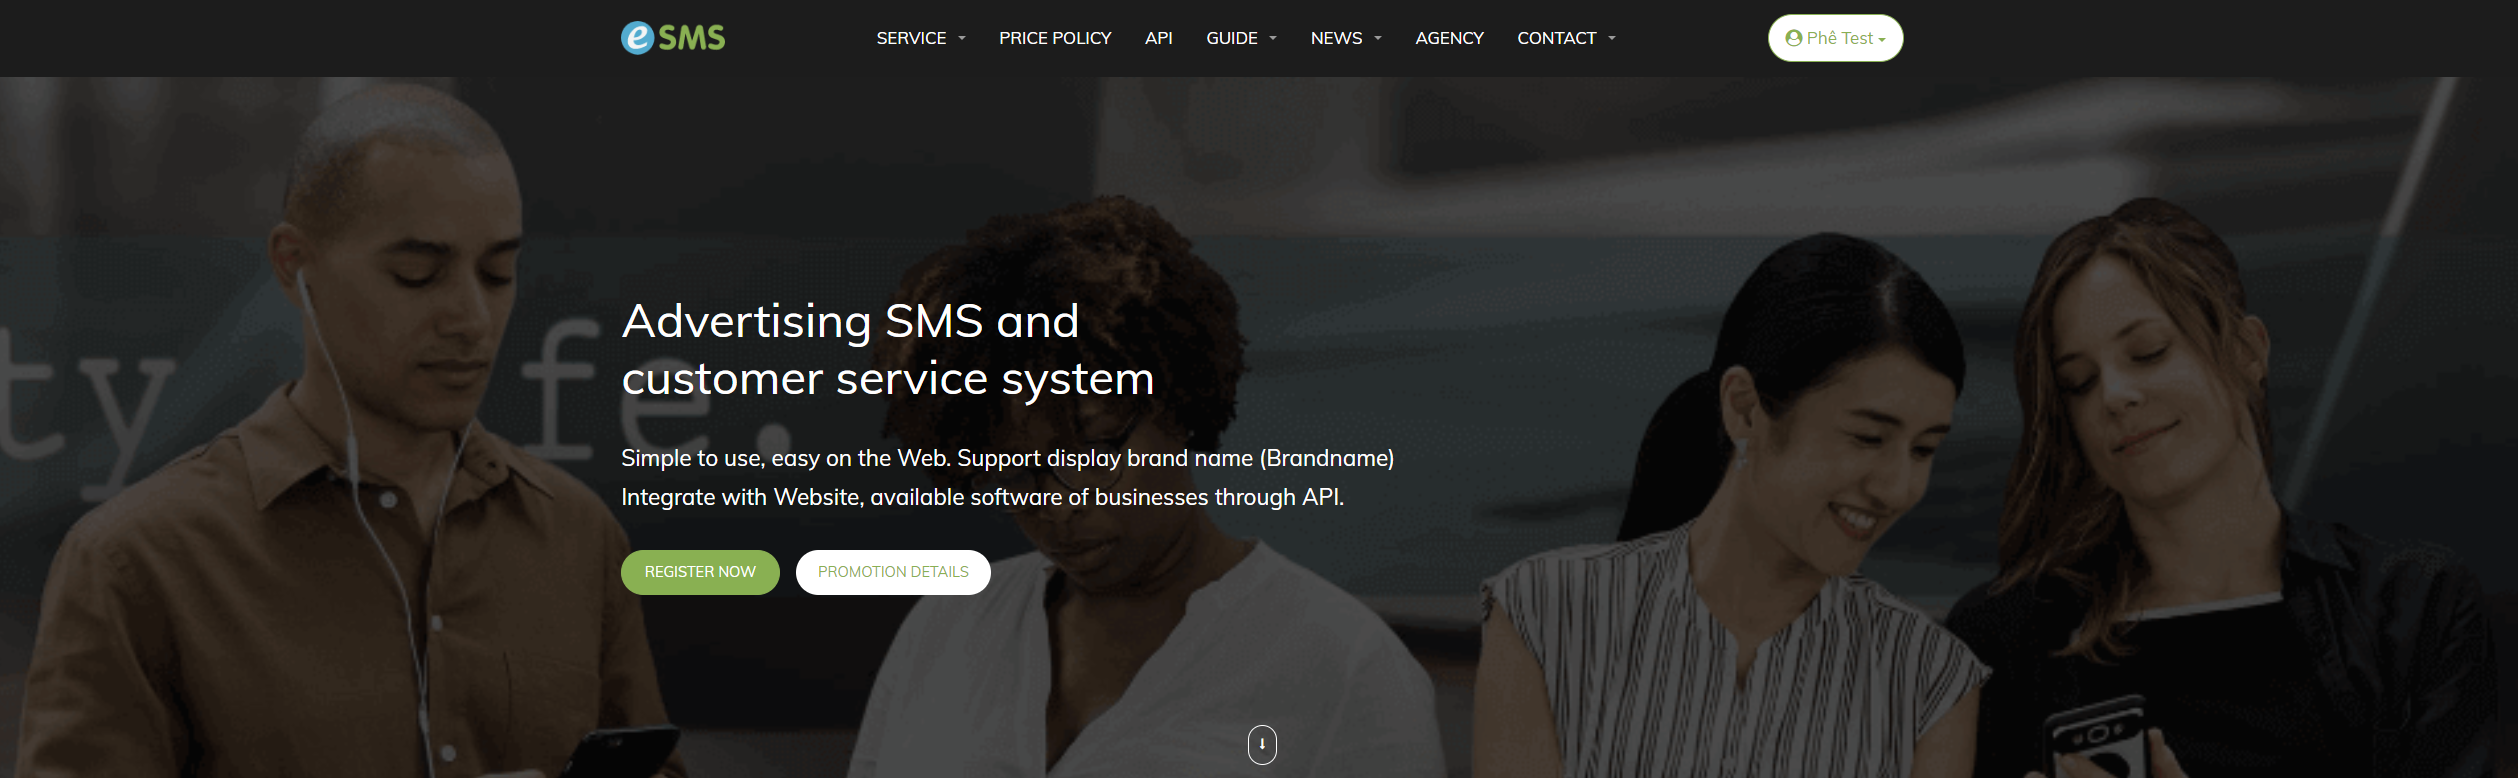 eSMS
SERVICE
PRICE POLICY
API
GUIDE
NEWS
AGENCY
CONTACT
Phê Test
Advertising SMS and
customer service system
ty fe.
Simple to use, easy on the Web. Support display brand name (Brandname)
Integrate with Website, available software of businesses through API.
REGISTER NOW
PROMOTION DETAILS